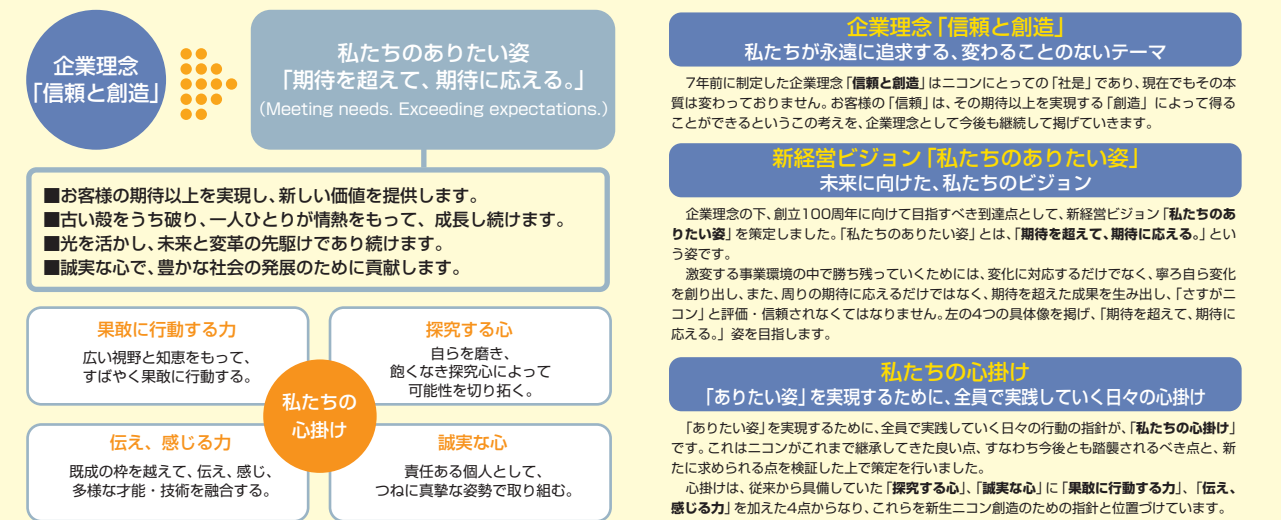 企業理念
「信頼と創造」
私たちのありたい姿
「期待を超えて、期待に応える。」
(Meeting needs. Exceeding expectations.)
■お客様の期待以上を実現し、新しい価値を提供します。
■古い殻をうち破り、一人ひとりが情熱をもって、成長し続けます。
■光を活かし、未来と変革の先駆けであり続けます。
■誠実な心で、豊かな社会の発展のために貢献します。
果敢に行動する力
広い視野と知恵をもって、
すばやく果敢に行動する。
探究する心
自らを磨き、
飽くなき探究心によって
可能性を切り拓く。
私たちの
心掛け
伝え、感じる力
既成の枠を越えて、伝え、感じ、
多様な才能・技術を融合する。
誠実な心
責任ある個人として、
つねに真摯な姿勢で取り組む。
企業理念「信頼と創造」
私たちが永遠に追求する、変わることのないテーマ
7年前に制定した企業理念「信頼と創造」はニコンにとっての「社是」であり、現在でもその本
質は変わっておりません。お客様の「信頼」は、その期待以上を実現する「創造」によって得る
ことができるというこの考えを、企業理念として今後も継続して掲げていきます。
新経営ビジョン「私たちのありたい姿」
未来に向けた、私たちのビジョン
企業理念の下、創立100周年に向けて目指すべき到達点として、新経営ビジョン「私たちのあ
りたい姿」を策定しました。「私たちのありたい姿」とは、「期待を超えて、期待に応える。」とい
う姿です。
激変する事業環境の中で勝ち残っていくためには、変化に対応するだけでなく、寧ろ自ら変化
を創り出し、また、周りの期待に応えるだけではなく、期待を超えた成果を生み出し、「さすがニ
コン」と評価・信頼されなくてはなりません。左の4つの具体像を掲げ、「期待を超えて、期待に
応える。」姿を目指します。
私たちの心掛け
「ありたい姿」を実現するために、全員で実践していく日々の心掛け
「ありたい姿」を実現するために、全員で実践していく日々の行動の指針が、「私たちの心掛け」
です。これはニコンがこれまで継承してきた良い点、すなわち今後とも踏襲されるべき点と、新
たに求められる点を検証した上で策定を行いました。
心掛けは、従来から具備していた「探究する心」、「誠実な心」に「果敢に行動する力」、「伝え、
感じる力」を加えた4点からなり、これらを新生ニコン創造のための指針と位置づけています。